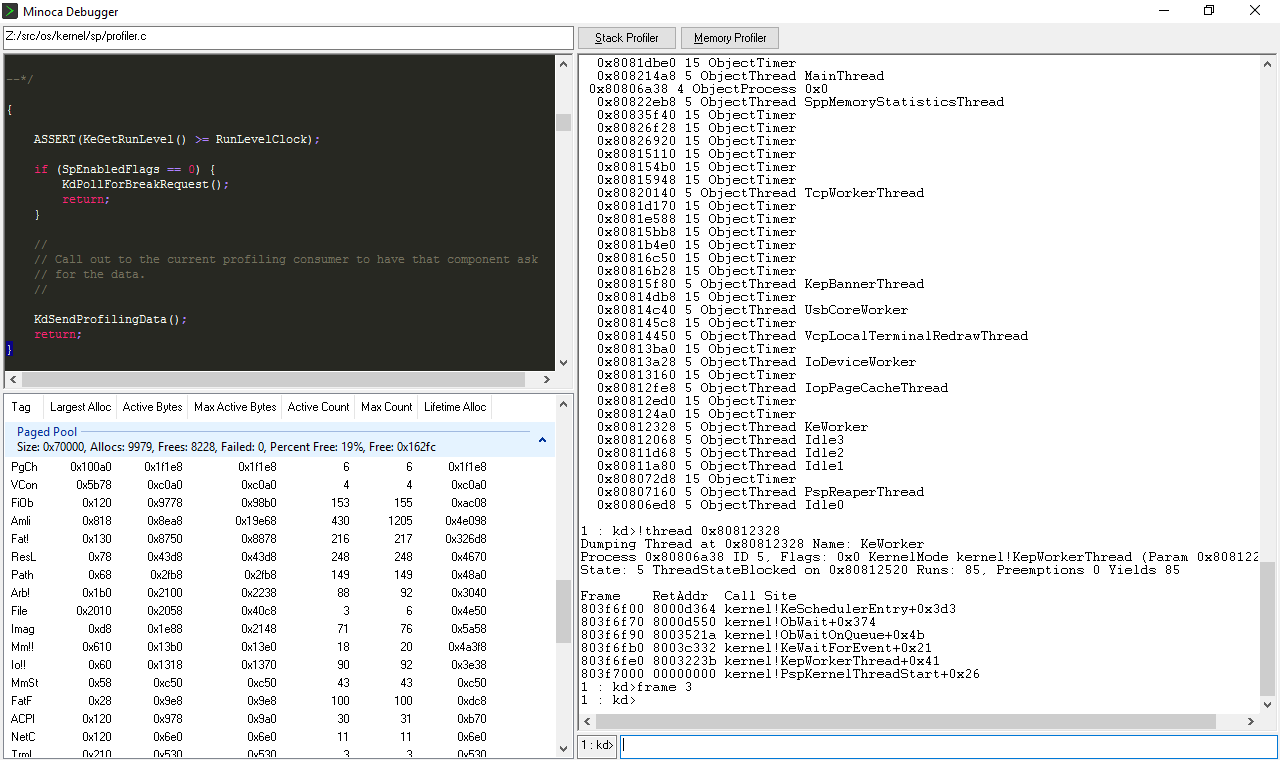 Minoca Debugger
Z:/src/os/kernel/sp/profiler.c
Stack Profiler
Memory Profiler
--*/
{
ASSERT(KeGetRunLevel() >= RunLevelClock);
if (SpEnabledFlags == 0) {
KdPollForBreakRequest();
return;
}
//
// Call out to the current profiling consumer to have that component ask
// for the data.
//
KdSendProfilingData();
return;
}
Tag Largest Alloc Active Bytes Max Active Bytes Active Count Max Count Lifetime Alloc
Paged Pool
Size: 0x70000, Allocs: 9979, Frees: 8228, Failed: 0, Percent Free: 19%, Free: 0x162fc
PgCh 0x100a0 0x1f1e8 0x1f1e8 6 6 0x1f1e8
VCon 0x5b78 0xc0a0 0xc0a0 4 4 0xc0a0
FiOb 0x120 0x9778 0x98b0 153 155 0xac08
Amli 0x818 0x8ea8 0x19e68 430 1205 0x4e098
Fat! 0x130 0x8750 0x8878 216 217 0x326d8
ResL 0x78 0x43d8 0x43d8 248 248 0x4670
Path 0x68 0x2fb8 0x2fb8 149 149 0x48a0
Arb! 0x1b0 0x2100 0x2238 88 92 0x3040
File 0x2010 0x2058 0x40c8 3 6 0x4e50
Imag 0xd8 0x1e88 0x2148 71 76 0x5a58
Mm!! 0x610 0x13b0 0x13e0 18 20 0x4a3f8
Io!! 0x60 0x1318 0x1370 90 92 0x3e38
MmSt 0x58 0xc50 0xc50 43 43 0xc50
FatF 0x28 0x9e8 0x9e8 100 100 0xdc8
ACPI 0x120 0x978 0x9a0 30 31 0xb70
NetC 0x120 0x6e0 0x6e0 11 11 0x6e0
Trml 0x210 0x530 0x530 3 3 0x530
0x8081dbe0 15 ObjectTimer
0x808214a8 5 ObjectThread MainThread
0x80806a38 4 ObjectProcess 0x0
0x80822eb8 5 ObjectThread SppMemoryStatisticsThread
0x80835f40 15 ObjectTimer
0x80826f28 15 ObjectTimer
0x80826920 15 ObjectTimer
0x80815110 15 ObjectTimer
0x808154b0 15 ObjectTimer
0x80815948 15 ObjectTimer
0x80820140 5 ObjectThread TcpWorkerThread
0x8081d170 15 ObjectTimer
0x8081e588 15 ObjectTimer
0x80815bb8 15 ObjectTimer
0x8081b4e0 15 ObjectTimer
0x80816c50 15 ObjectTimer
0x80816b28 15 ObjectTimer
0x80815f80 5 ObjectThread KepBannerThread
0x80814db8 15 ObjectTimer
0x80814c40 5 ObjectThread UsbCoreWorker
0x808145c8 15 ObjectTimer
0x80814450 5 ObjectThread VcpLocalTerminalRedrawThread
0x80813ba0 15 ObjectTimer
0x80813a28 5 ObjectThread IoDeviceWorker
0x80813160 15 ObjectTimer
0x80812fe8 5 ObjectThread IopPageCacheThread
0x80812ed0 15 ObjectTimer
0x808124a0 15 ObjectTimer
0x80812328 5 ObjectThread KeWorker
0x80812060 5 ObjectThread Idle3
0x80811d68 5 ObjectThread Idle2
0x80811a80 5 ObjectThread Idle1
0x808072d8 15 ObjectTimer
0x80807160 5 ObjectThread PspReaperThread
0x80806ed8 5 ObjectThread Idle0
1 : kd>!thread 0x80812328
Dumping Thread at 0x80812328 Name: KeWorker
Process 0x80806a38 ID 5, Flags: 0x0 KernelMode kernel!KepWorkerThread (Param 0x808122
State: 5 ThreadStateBlocked on 0x80812520 Runs: 85, Preemptions 0 Yields 85
Frame RetAddr Call Site
803f6f00 8000d364 kernel!KeSchedulerEntry+0x3d3
803f6f70 8000d550 kernel!ObWait+0x374
803f6f90 8003521a kernel!ObWaitOnQueue+0x4b
803f6fb0 8003c332 kernel!KeWaitForEvent+0x21
803f6fe0 8003223b kernel!KepWorkerThread+0x41
803f7000 00000000 kernel!PspKernelThreadStart+0x26
1 : kd>frame 3
1 : kd>
1 : kd>